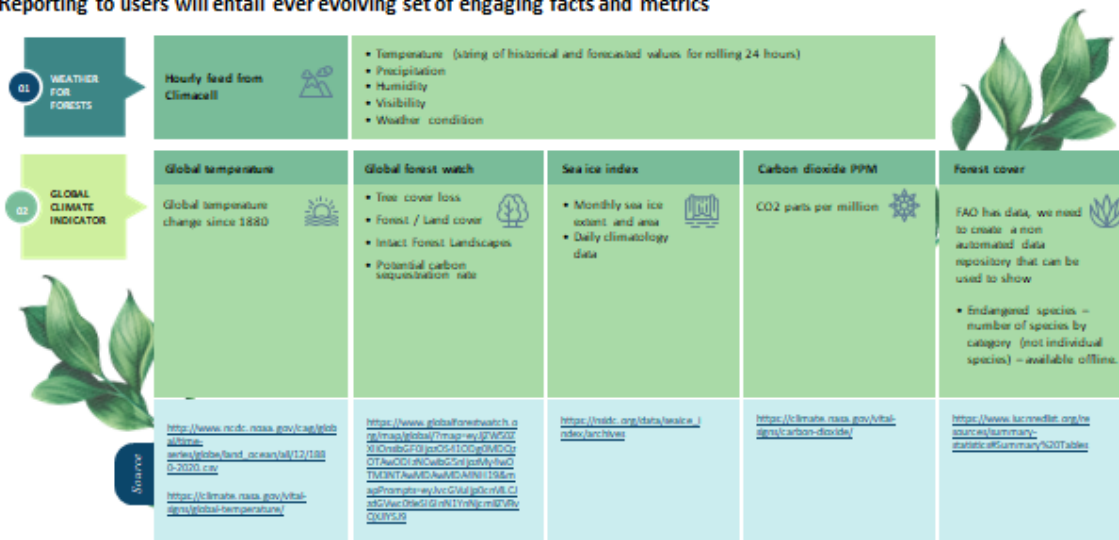 Reporting to users will entail ever evolving set of engaging facts and metrics
01
WEATHER
FOR
FORESTS
Hourly feed from
Climacell
• Temperature (string of historical and forecasted values for rolling 24 hours)
• Precipitation
• Humidity
• Visibility
• Weather condition
02
GLOBAL
CLIMATE
INDICATOR
Global temperature
Global temperature
change since 1880
Global forest watch
• Tree cover loss
• Forest / Land cover
• Intact Forest Landscapes
• Potential carbon
sequestration rate
Sea ice index
• Monthly sea ice
extent and area
• Daily climatology
data
Carbon dioxide PPM
CO2 parts per million
Forest cover
FAO has data, we need
to create a non
automated data
repository that can be
used to show
• Endangered species –
number of species by
category (not individual
species) – available offline.
Source
http://www.ncdc.noaa.gov/cag/glob
al/time-
series/globe/land_ocean/all/12/188
0-2020.csv
https://climate.nasa.gov/vital-
signs/global-temperature/
https://www.globalforestwatch.o
rg/map/global/?map=
https://nsidc.org/data/seaice_i
ndex/archives
https://climate.nasa.gov/vital-
signs/carbon-dioxide/
https://www.iucnredlist.org/re
sources/summary-
statistics#Summary%20Tables